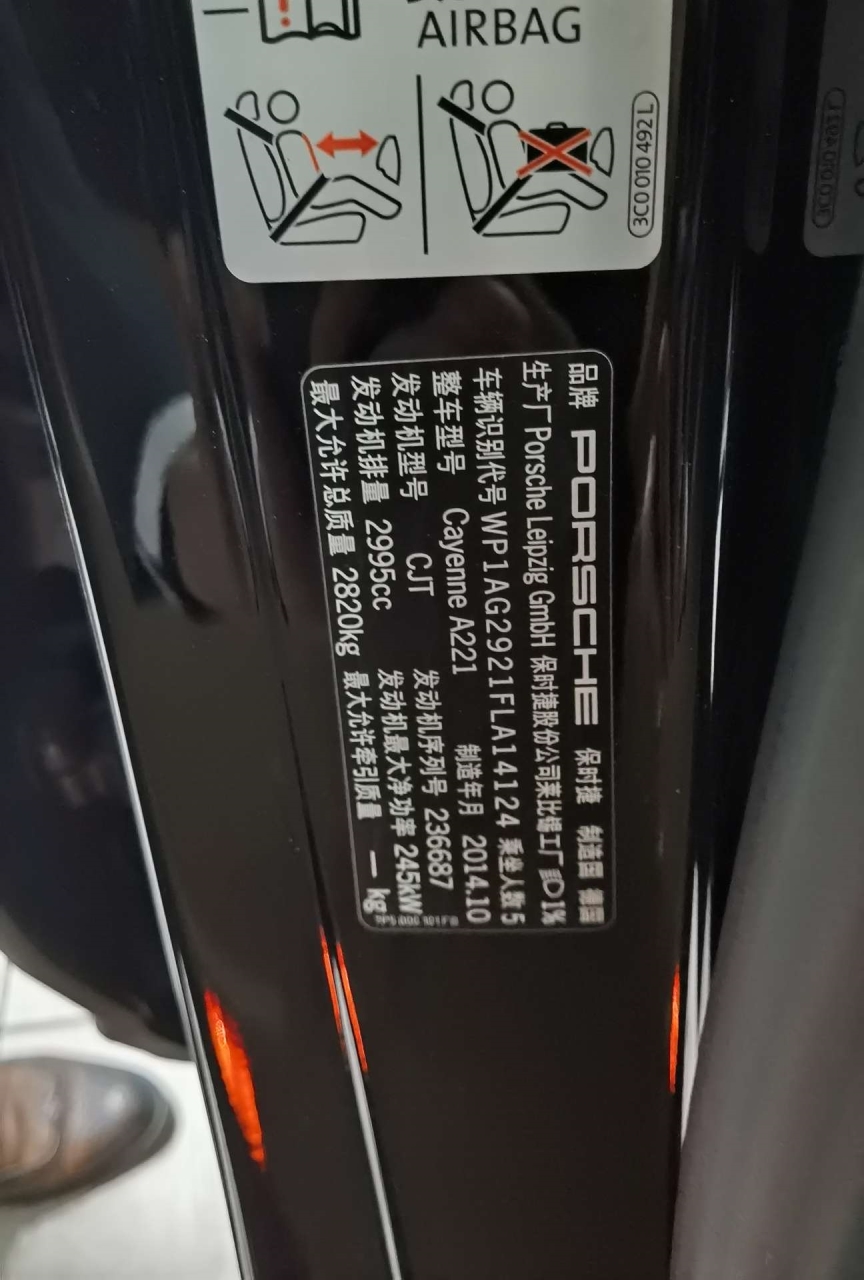 AIRBAG
3C0 010 492 L
品牌 PORSCHE 保时捷 制造国 德国
生产厂 Porsche Leipzig GmbH 保时捷股份公司莱比锡工厂
车辆识别代号 WP1AG2921FLA14124 乘坐人数 5
整车型号 Cayenne A221 制造年月 2014.10
发动机型号 CJT 发动机序列号 236687
发动机排量 2995cc 发动机最大净功率 245kW
最大允许总质量 2820kg 最大允许牵引质量 — kg